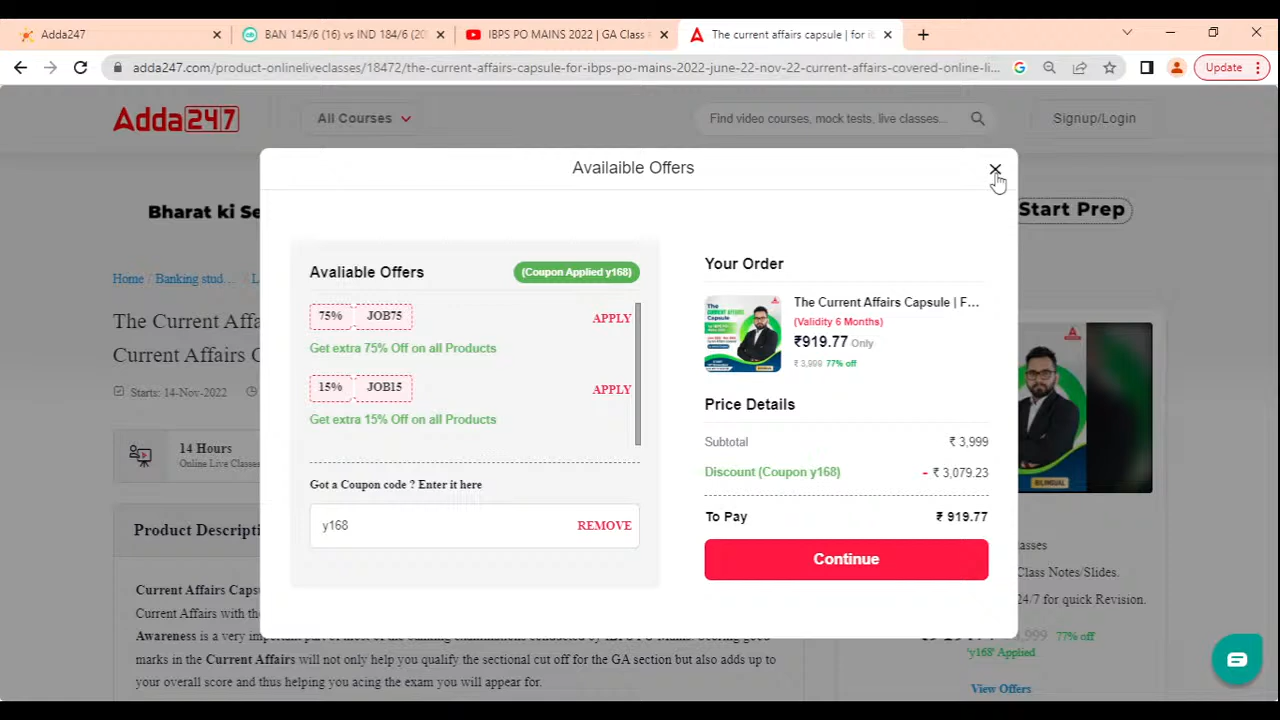 Adda247
BAN 145/6 (16) vs IND 184/6 (20
IBPS PO MAINS 2022 | GA Class
The current affairs capsule | for ib
adda247.com/product-onlineliveclasses/18472/the-current-affairs-capsule-for-ibps-po-mains-2022-june-22-nov-22-current-affairs-covered-online-li...
Update
Adda247
All Courses
Find video courses, mock tests, live classes...
Signup/Login
Availaible Offers
Bharat ki Se
Start Prep
Home / Banking stud... / L
The Current Affa
Current Affairs C
Starts: 14-Nov-2022
14 Hours
Online Live Classe
Product Descripti
Avaliable Offers
(Coupon Applied y168)
75% JOB75
APPLY
Get extra 75% Off on all Products
15% JOB15
APPLY
Get extra 15% Off on all Products
Got a Coupon code ? Enter it here
y168
REMOVE
Your Order
The Current Affairs Capsule | F...
(Validity 6 Months)
₹919.77 Only
₹ 3,999 77% off
Price Details
Subtotal ₹ 3,999
Discount (Coupon y168) - ₹ 3,079.23
To Pay ₹ 919.77
Continue
BILINGUAL
asses
Class Notes/Slides.
24/7 for quick Revision.
77% off
'y168' Applied
View Offers
Current Affairs Caps
Current Affairs with the
Awareness is a very
marks in the Current Affairs will not only help you qualify the sectional cut off for the GA section but also adds up to
your overall score and thus helping you acing the exam you will appear for.